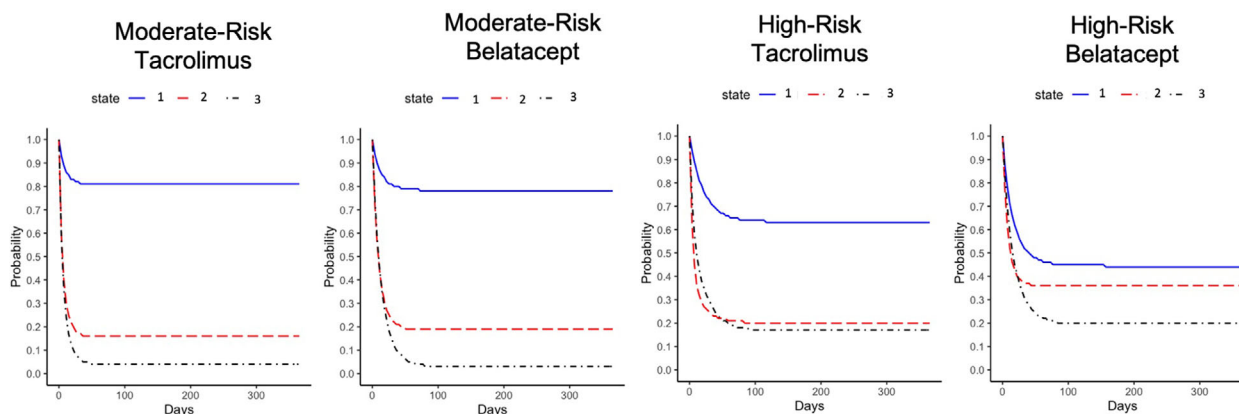 Moderate-Risk
Tacrolimus
state 1 2 3
1.0
0.9
0.8
0.7
0.6
0.5
0.4
0.3
0.2
0.1
0.0
Probability
0 100 200 300
Days
Moderate-Risk
Belatacept
state 1 2 3
1.0
0.9
0.8
0.7
0.6
0.5
0.4
0.3
0.2
0.1
0.0
Probability
0 100 200 300
Days
High-Risk
Tacrolimus
state 1 2 3
1.0
0.9
0.8
0.7
0.6
0.5
0.4
0.3
0.2
0.1
0.0
Probability
0 100 200 300
Days
High-Risk
Belatacept
state 1 2 3
1.0
0.9
0.8
0.7
0.6
0.5
0.4
0.3
0.2
0.1
0.0
Probability
0 100 200 300
Days